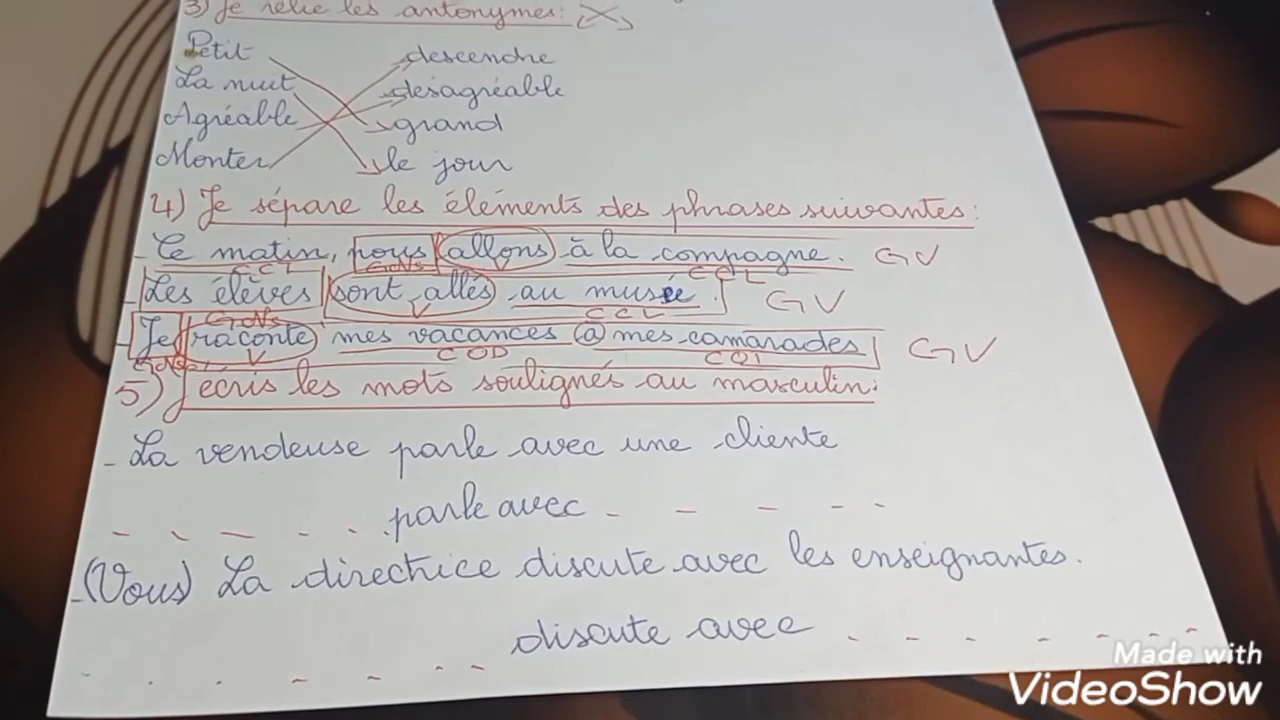 3) Je relie les antonymes:
Petit descendre
La nuit désagréable
Agréable grand
Monter le jour
4) Je sépare les éléments des phrases suivantes:
- Le matin, nous allons à la compagne. GV
CCT GNS CCL
- Les élèves sont allés au musée. GV
GNS V CCL
- Je raconte mes vacances à mes camarades GV
GNS V COD COI
5) J'écris les mots soulignés au masculin:
- La vendeuse parle avec une cliente
parle avec
- (Vous) La directrice discute avec les enseignantes.
discute avec
Made with
VideoShow